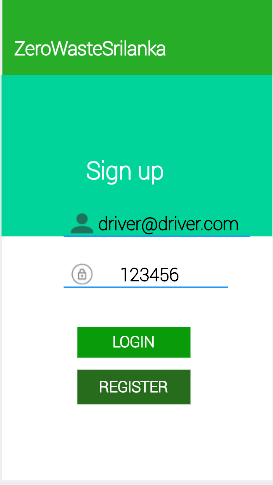 ZeroWasteSrilanka
Sign up
driver@driver.com
123456
LOGIN
REGISTER